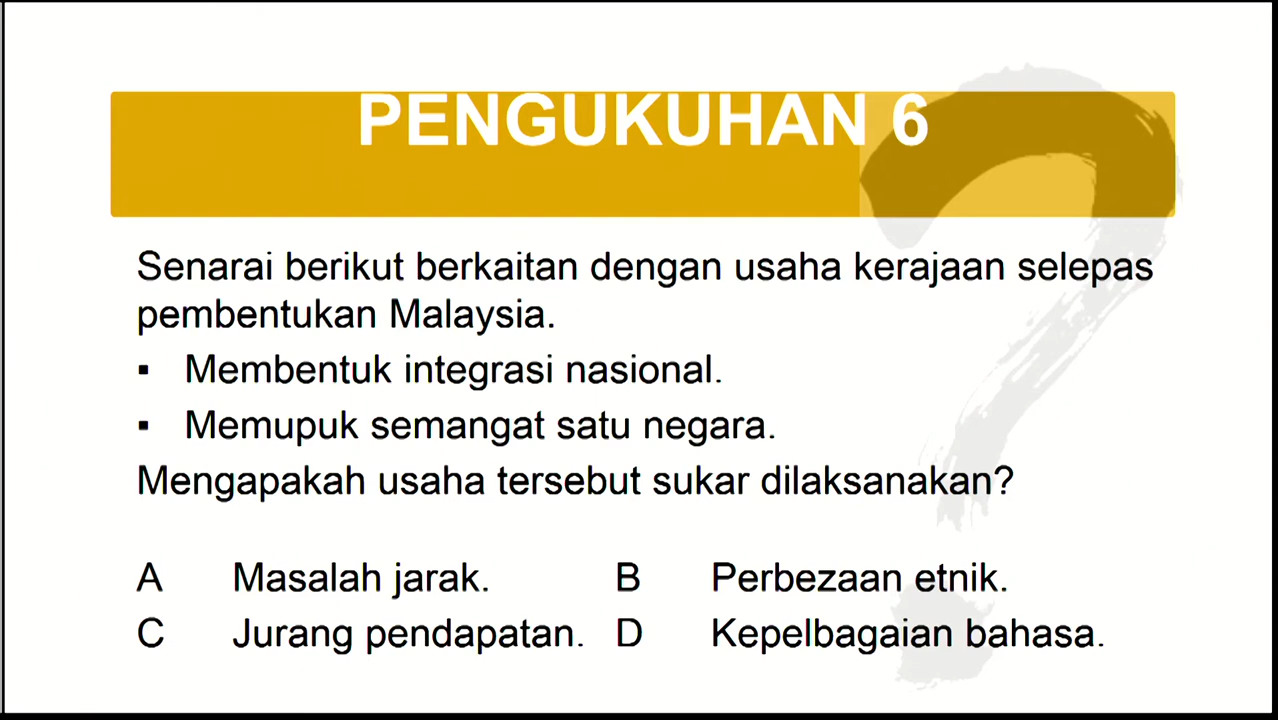 PENGUKUHAN 6
Senarai berikut berkaitan dengan usaha kerajaan selepas
pembentukan Malaysia.
▪ Membentuk integrasi nasional.
▪ Memupuk semangat satu negara.
Mengapakah usaha tersebut sukar dilaksanakan?
A Masalah jarak. B Perbezaan etnik.
C Jurang pendapatan. D Kepelbagaian bahasa.